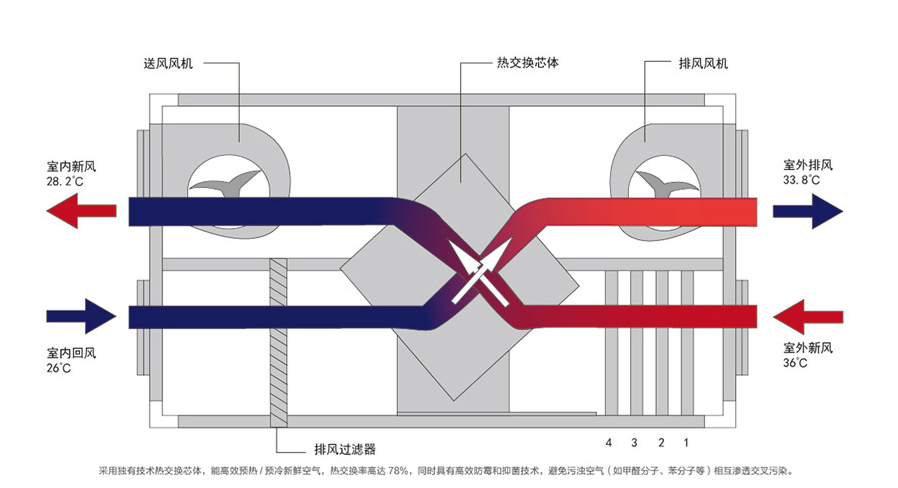 送风风机
热交换芯体
排风风机
室内新风
28.2°C
室外排风
33.8°C
室内回风
26°C
室外新风
36°C
4 3 2 1
排风过滤器
采用独有技术热交换芯体，能高效预热/预冷新鲜空气，热交换率高达78%，同时具有高效防霉和抑菌技术，避免污浊空气（如甲醛分子、苯分子等）相互渗透交叉污染。